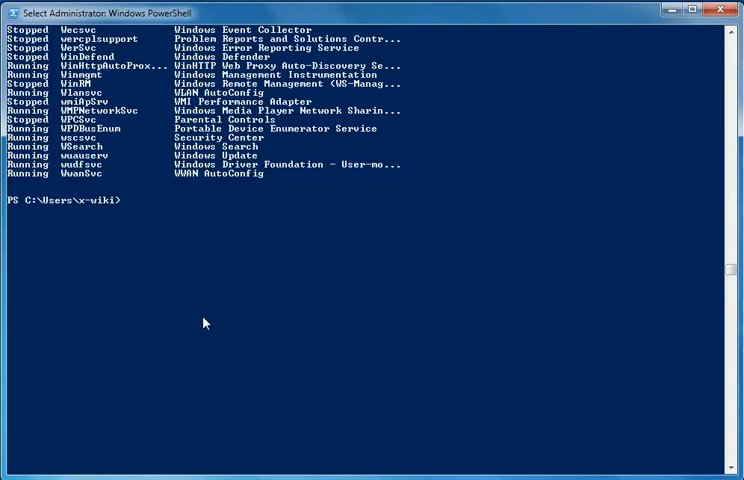 Select Administrator: Windows PowerShell
Stopped Wecsvc Windows Event Collector
Stopped wercplsupport Problem Reports and Solutions Contr...
Stopped WerSvc Windows Error Reporting Service
Stopped WinDefend Windows Defender
Running WinHttpAutoProx... WinHTTP Web Proxy Auto-Discovery Se...
Running Winmgmt Windows Management Instrumentation
Stopped WinRM Windows Remote Management (WS-Manag...
Running Wlansvc WLAN AutoConfig
Stopped wmiApSrv WMI Performance Adapter
Running WMPNetworkSvc Windows Media Player Network Sharin...
Stopped WPCSvc Parental Controls
Running WPDBusEnum Portable Device Enumerator Service
Running wscsvc Security Center
Running WSearch Windows Search
Running wuauserv Windows Update
Running wudfsvc Windows Driver Foundation - User-mo...
Running WwanSvc WWAN AutoConfig
PS C:\Users\x-wiki>